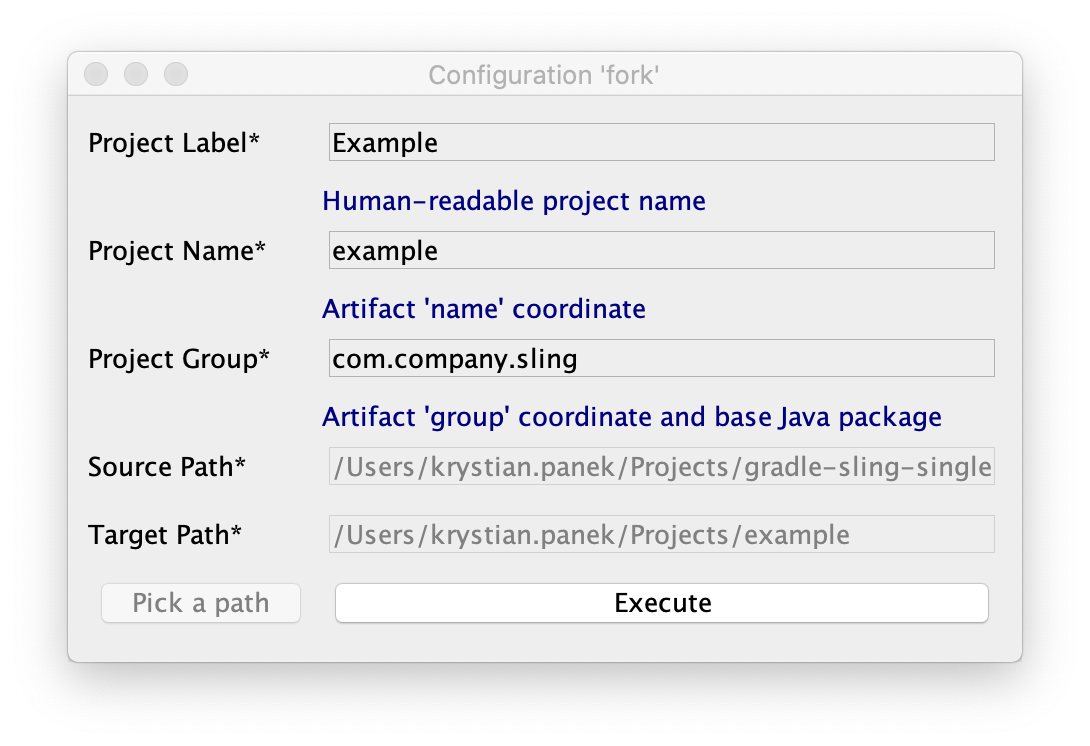 Configuration 'fork'
Project Label* Example
Human-readable project name
Project Name* example
Artifact 'name' coordinate
Project Group* com.company.sling
Artifact 'group' coordinate and base Java package
Source Path* /Users/krystian.panek/Projects/gradle-sling-single
Target Path* /Users/krystian.panek/Projects/example
Pick a path Execute